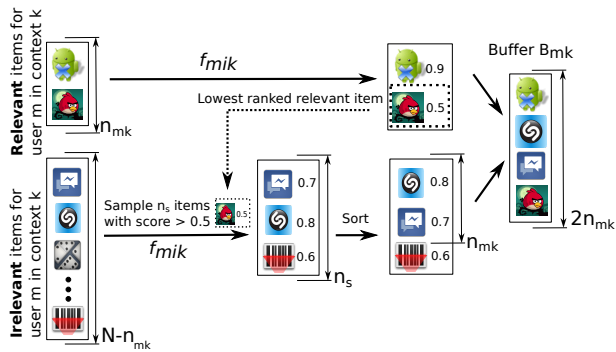 Relevant items for
user m in context k
n_mk
f_mik
Lowest ranked relevant item
0.9
0.5
Buffer B_mk
2n_mk
Irelevant items for
user m in context k
N-n_mk
Sample n_s items
with score > 0.5
0.5
f_mik
0.7
0.8
0.6
n_s
Sort
0.8
0.7
n_mk
0.6